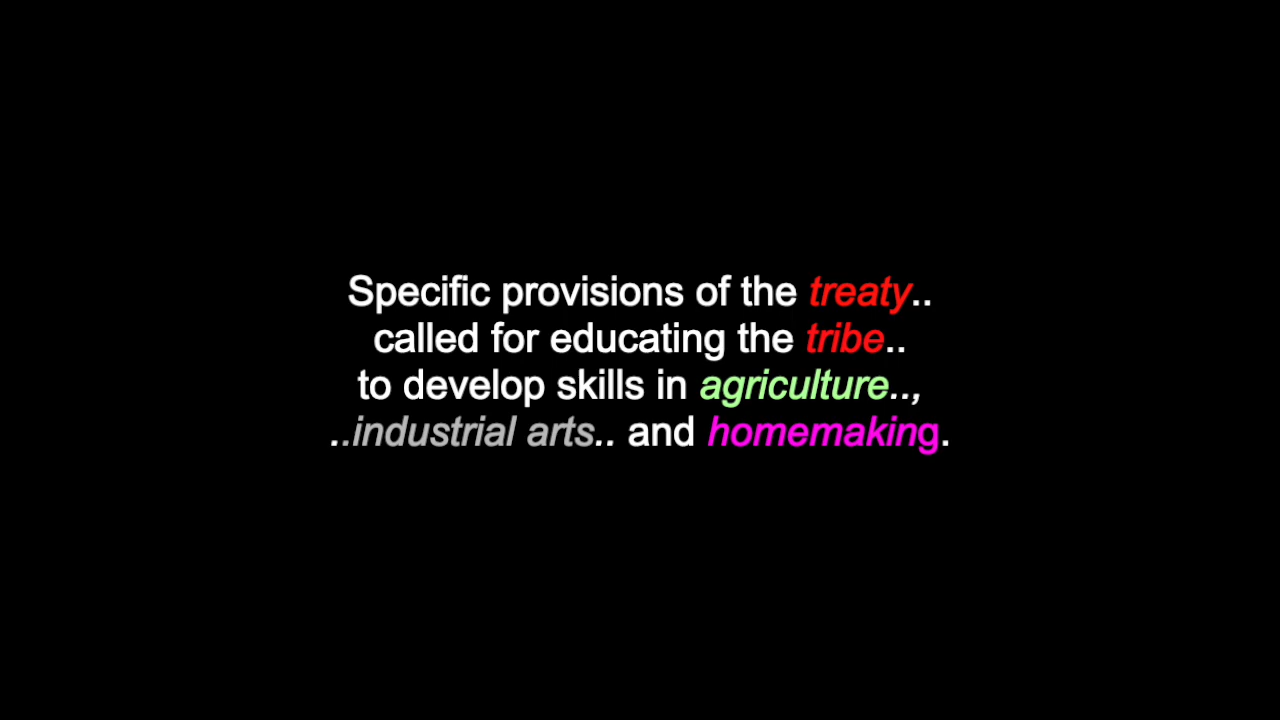 Specific provisions of the treaty..
called for educating the tribe..
to develop skills in agriculture..,
..industrial arts.. and homemaking.